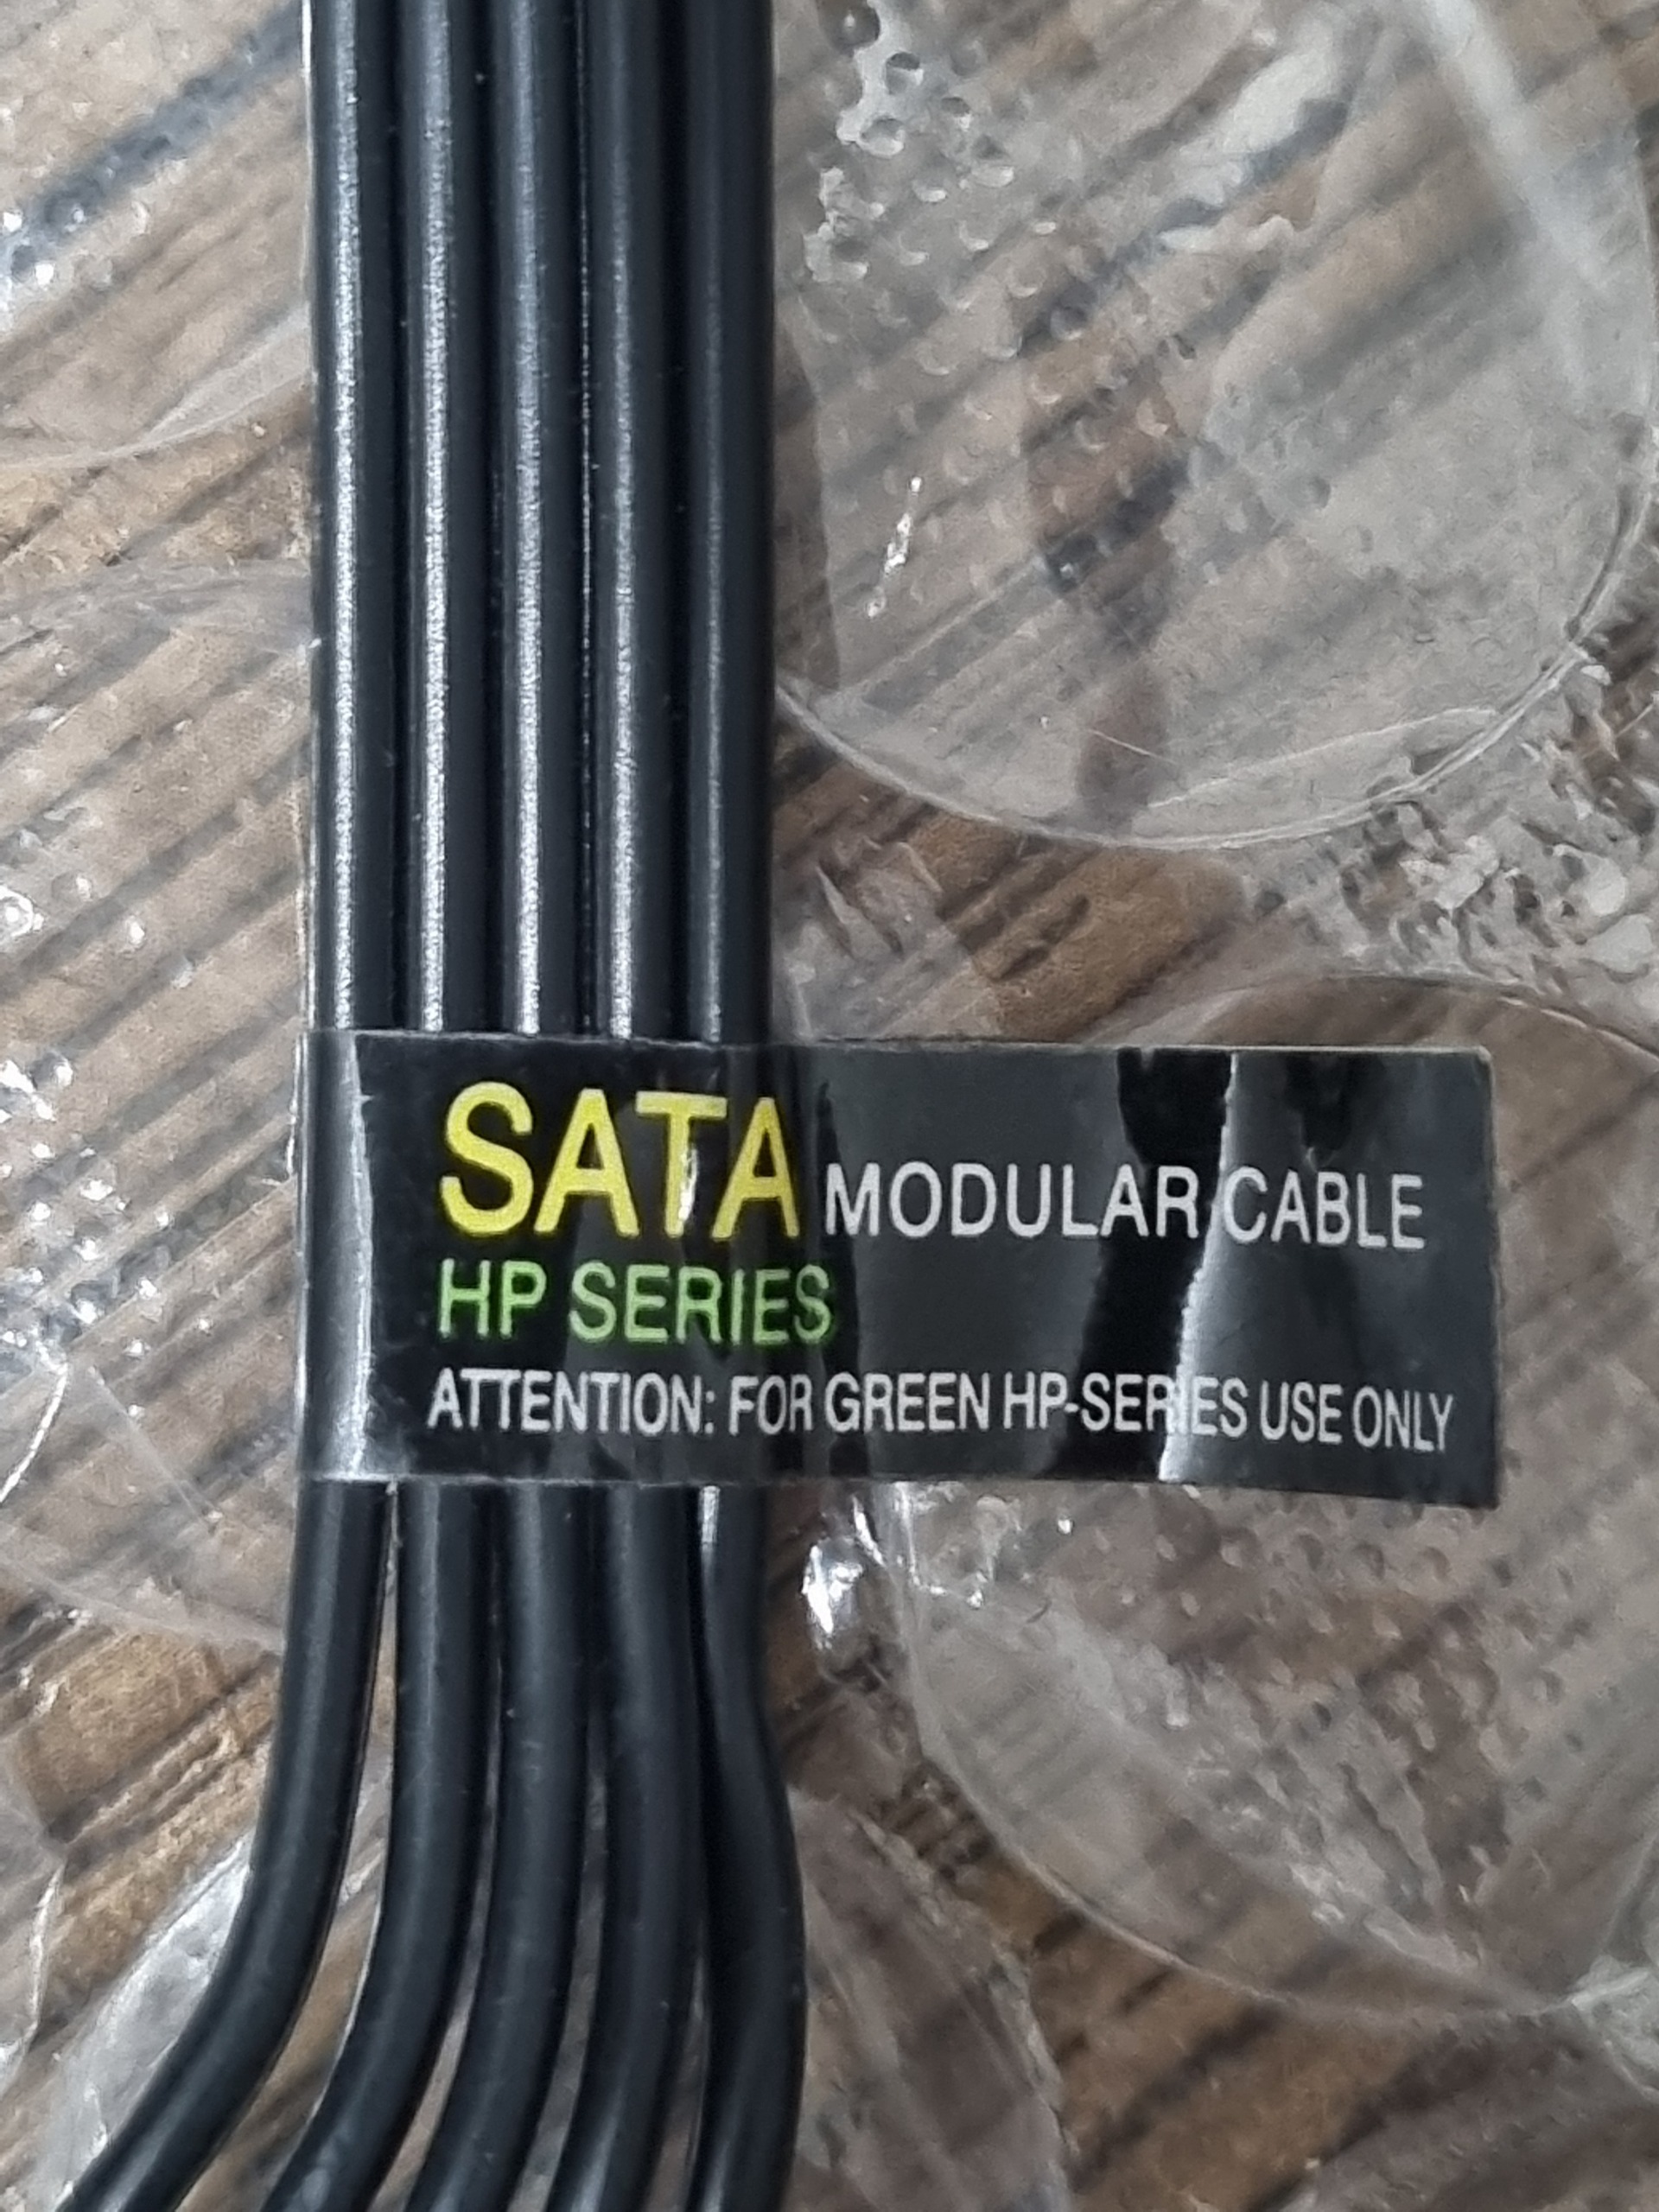 SATA MODULAR CABLE
HP SERIES
ATTENTION: FOR GREEN HP-SERIES USE ONLY